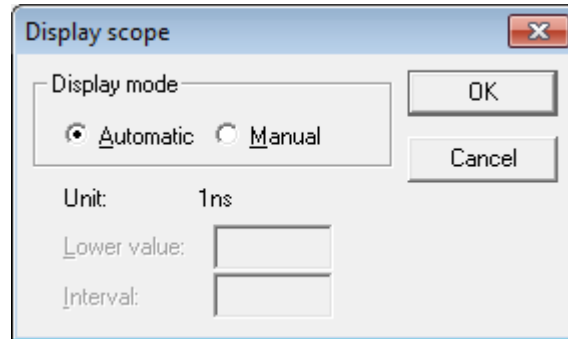 Display scope
Display mode
Automatic Manual
OK
Cancel
Unit: 1ns
Lower value:
Interval: